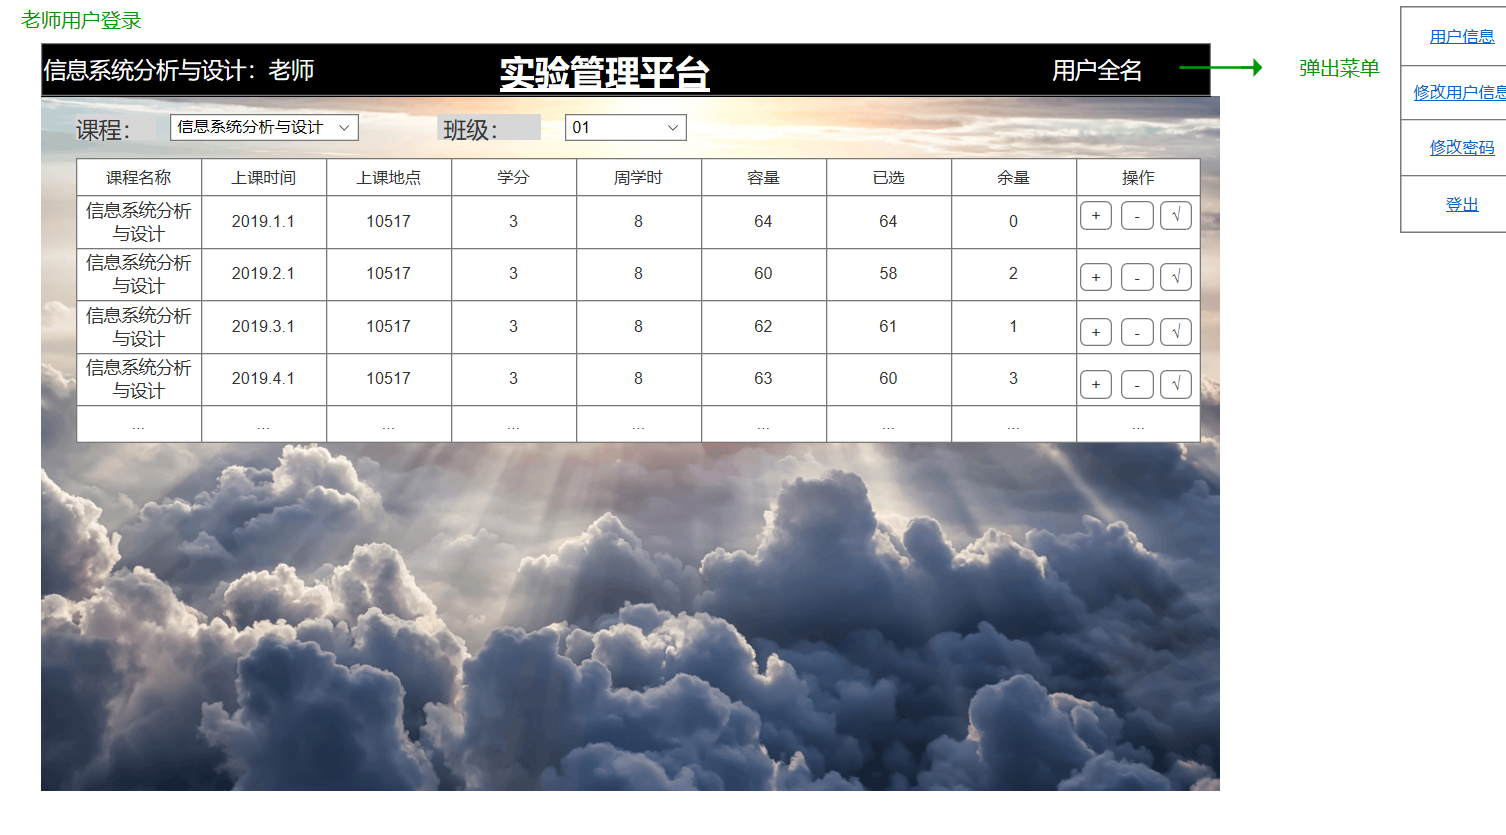 老师用户登录
信息系统分析与设计：老师
实验管理平台
用户全名
弹出菜单
用户信息
修改用户信息
修改密码
登出
课程：
信息系统分析与设计
班级：
01
课程名称 上课时间 上课地点 学分 周学时 容量 已选 余量 操作
信息系统分析与设计 2019.1.1 10517 3 8 64 64 0 + - √
信息系统分析与设计 2019.2.1 10517 3 8 60 58 2 + - √
信息系统分析与设计 2019.3.1 10517 3 8 62 61 1 + - √
信息系统分析与设计 2019.4.1 10517 3 8 63 60 3 + - √
... ... ... ... ... ... ... ... ...